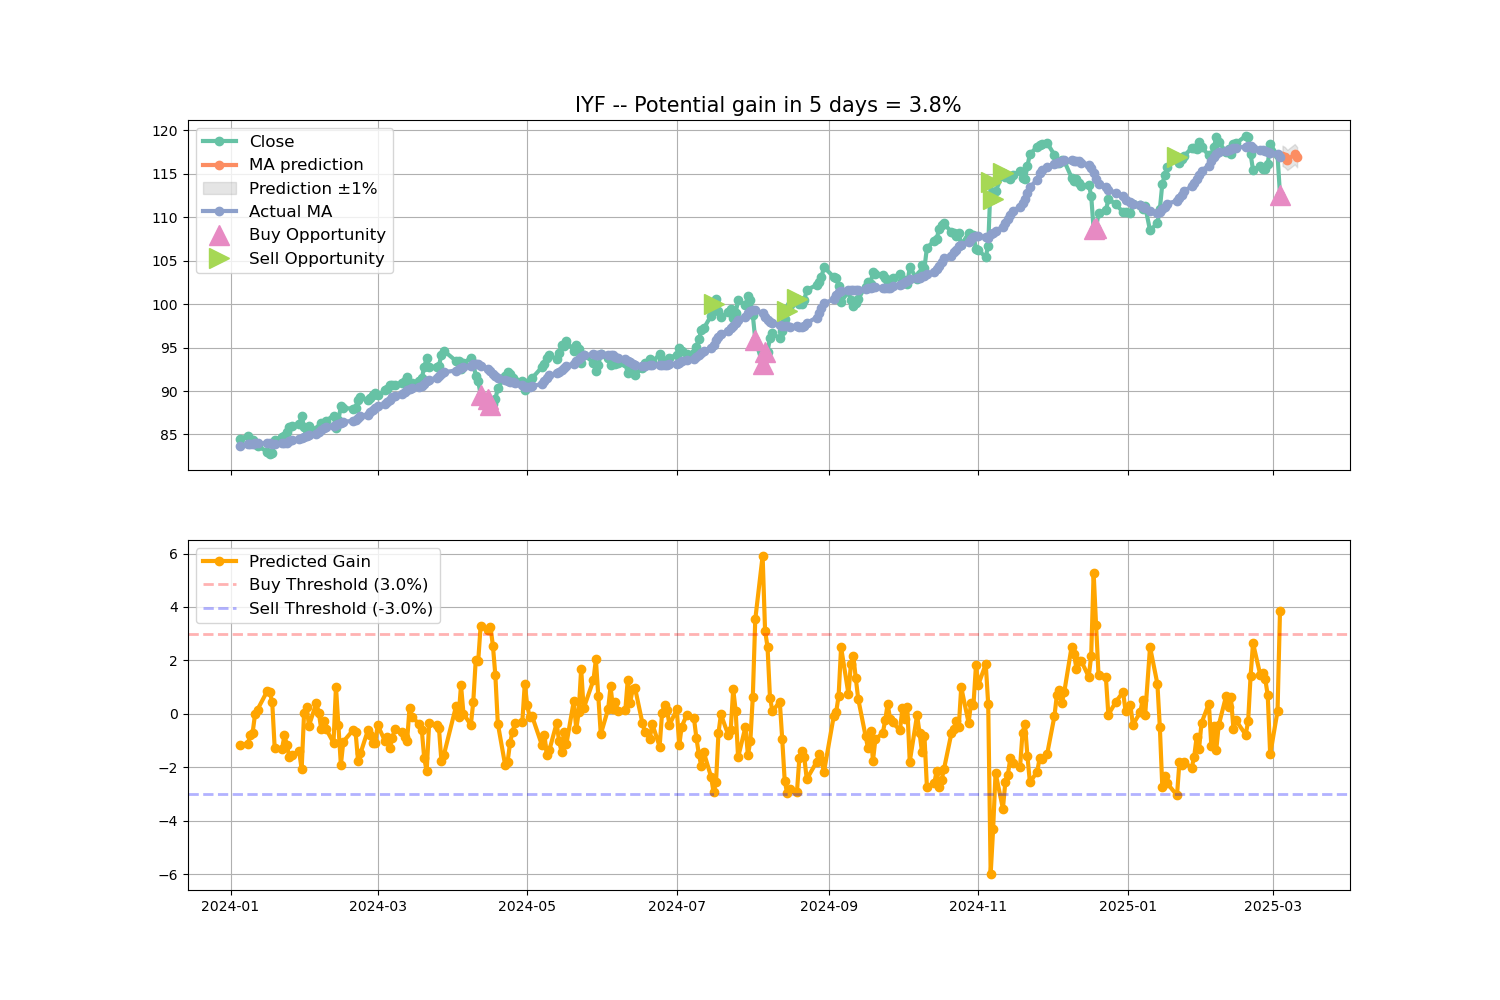 IYF -- Potential gain in 5 days = 3.8%
120
115
110
105
100
95
90
85
Close
MA prediction
Prediction ±1%
Actual MA
Buy Opportunity
Sell Opportunity
6
4
2
0
−2
−4
−6
Predicted Gain
Buy Threshold (3.0%)
Sell Threshold (-3.0%)
2024-01
2024-03
2024-05
2024-07
2024-09
2024-11
2025-01
2025-03